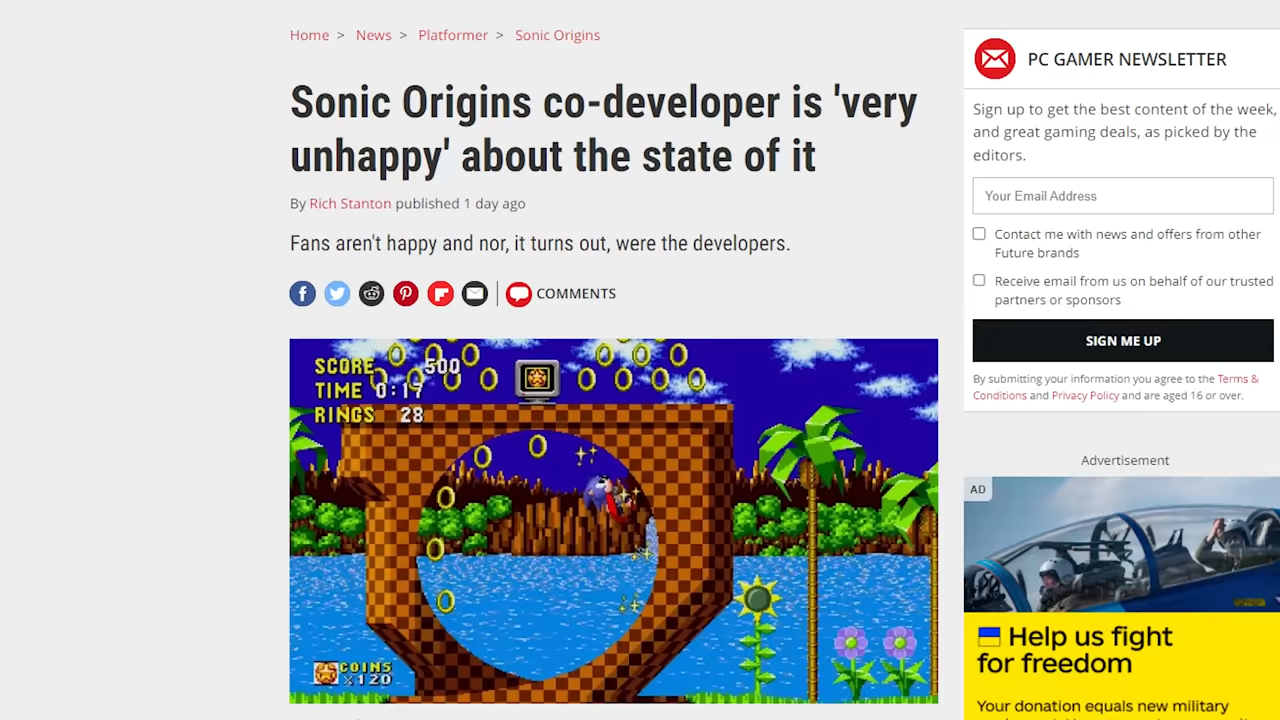 Home > News > Platformer > Sonic Origins
Sonic Origins co-developer is 'very
unhappy' about the state of it
By Rich Stanton published 1 day ago
Fans aren't happy and nor, it turns out, were the developers.
COMMENTS
SCORE 500
TIME 0:17
RINGS 28
COINS
x120
PC GAMER NEWSLETTER
Sign up to get the best content of the week,
and great gaming deals, as picked by the
editors.
Your Email Address
Contact me with news and offers from other
Future brands
Receive email from us on behalf of our trusted
partners or sponsors
SIGN ME UP
By submitting your information you agree to the Terms &
Conditions and Privacy Policy and are aged 16 or over.
Advertisement
AD
Help us fight
for freedom
Your donation equals new military